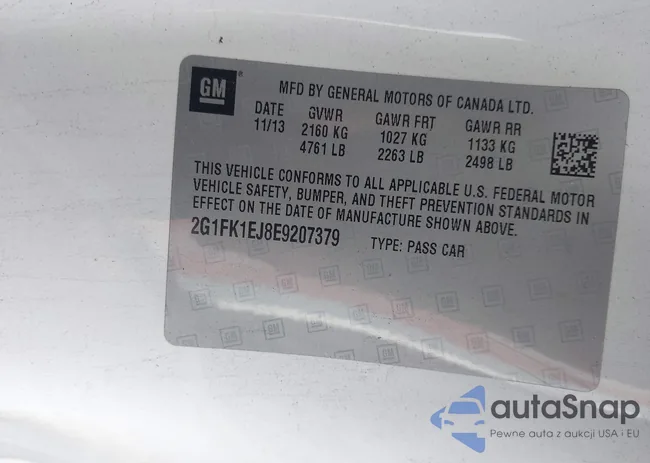 GM
MFD BY GENERAL MOTORS OF CANADA LTD.
DATE GVWR GAWR FRT GAWR RR
11/13 2160 KG 1027 KG 1133 KG
4761 LB 2263 LB 2498 LB
THIS VEHICLE CONFORMS TO ALL APPLICABLE U.S. FEDERAL MOTOR
VEHICLE SAFETY, BUMPER, AND THEFT PREVENTION STANDARDS IN
EFFECT ON THE DATE OF MANUFACTURE SHOWN ABOVE.
2G1FK1EJ8E9207379 TYPE: PASS CAR
autaSnap
Pewne auta z aukcji USA i EU